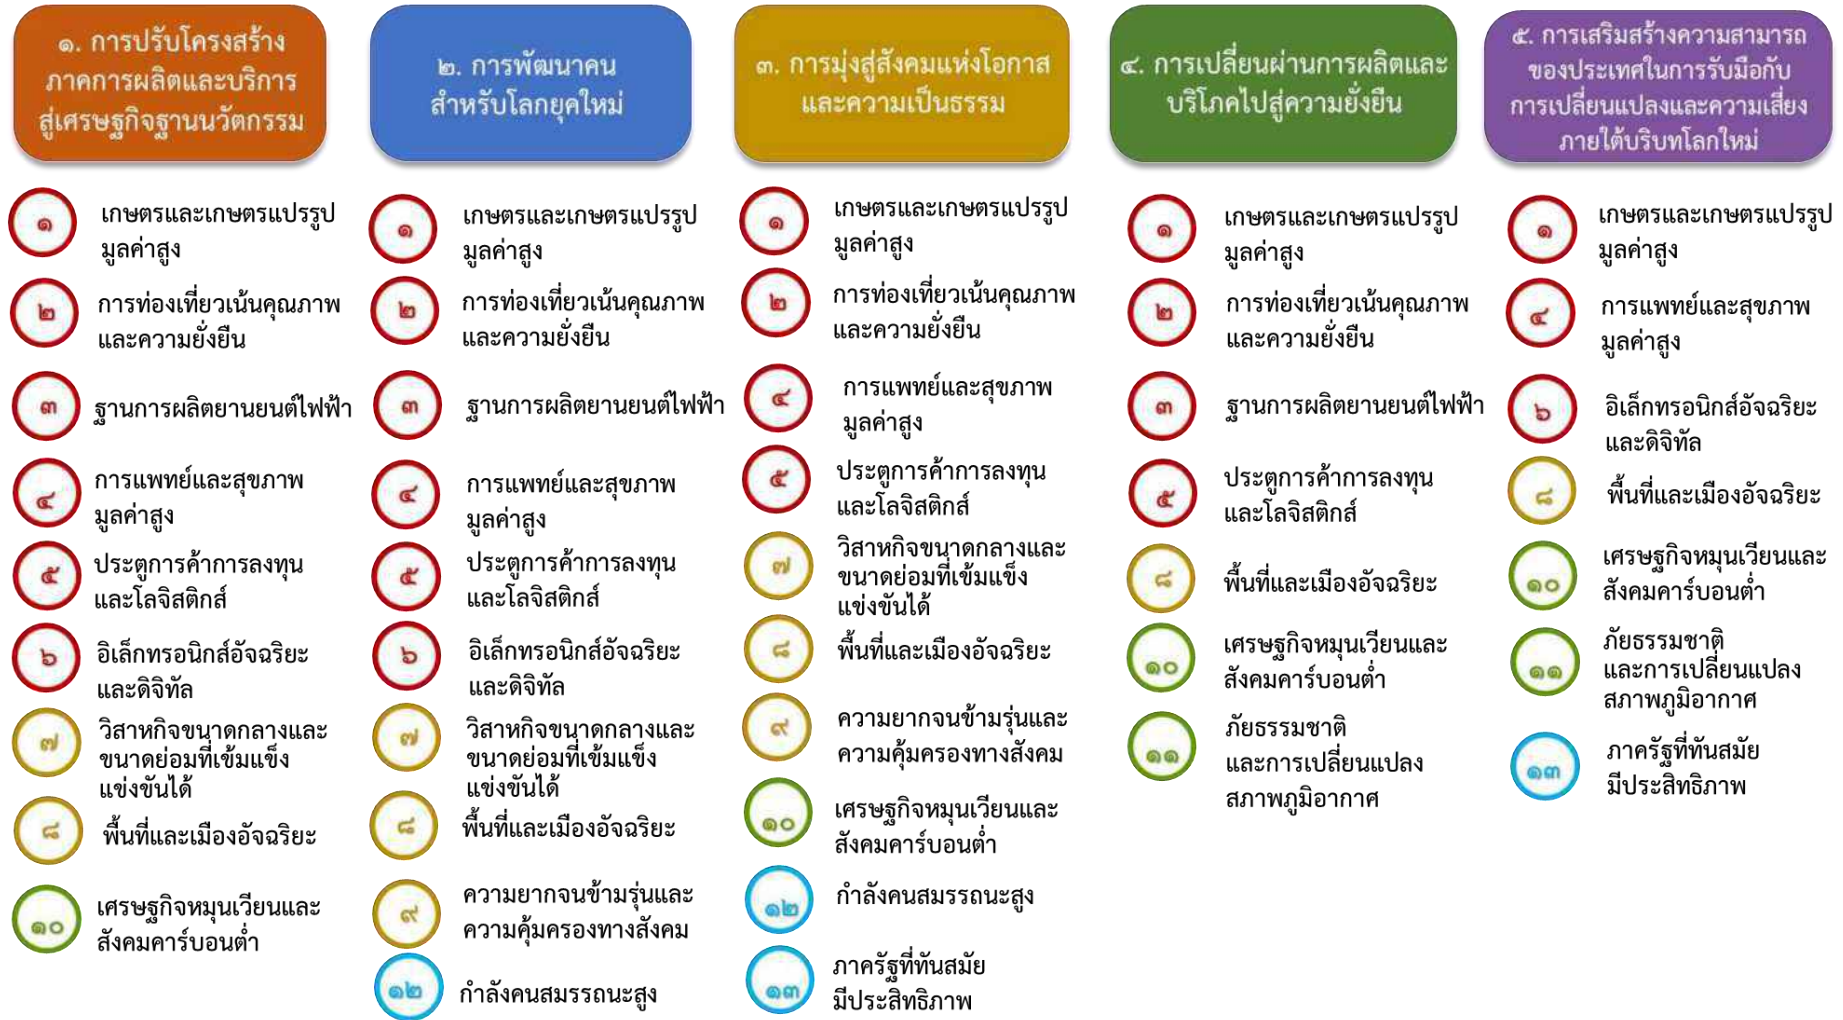 ๑. การปรับโครงสร้าง
ภาคการผลิตและบริการ
สู่เศรษฐกิจฐานนวัตกรรม
๑
เกษตรและเกษตรแปรรูป
มูลค่าสูง
๒
การท่องเที่ยวเน้นคุณภาพ
และความยั่งยืน
๓
ฐานการผลิตยานยนต์ไฟฟ้า
๔
การแพทย์และสุขภาพ
มูลค่าสูง
๕
ประตูการค้าการลงทุน
และโลจิสติกส์
๖
อิเล็กทรอนิกส์อัจฉริยะ
และดิจิทัล
๗
วิสาหกิจขนาดกลางและ
ขนาดย่อมที่เข้มแข็ง
แข่งขันได้
๘
พื้นที่และเมืองอัจฉริยะ
๑๐
เศรษฐกิจหมุนเวียนและ
สังคมคาร์บอนต่ำ
๒. การพัฒนาคน
สำหรับโลกยุคใหม่
๑
เกษตรและเกษตรแปรรูป
มูลค่าสูง
๒
การท่องเที่ยวเน้นคุณภาพ
และความยั่งยืน
๓
ฐานการผลิตยานยนต์ไฟฟ้า
๔
การแพทย์และสุขภาพ
มูลค่าสูง
๕
ประตูการค้าการลงทุน
และโลจิสติกส์
๖
อิเล็กทรอนิกส์อัจฉริยะ
และดิจิทัล
๗
วิสาหกิจขนาดกลางและ
ขนาดย่อมที่เข้มแข็ง
แข่งขันได้
๘
พื้นที่และเมืองอัจฉริยะ
๙
ความยากจนข้ามรุ่นและ
ความคุ้มครองทางสังคม
๑๒
กำลังคนสมรรถนะสูง
๓. การมุ่งสู่สังคมแห่งโอกาส
และความเป็นธรรม
๑
เกษตรและเกษตรแปรรูป
มูลค่าสูง
๒
การท่องเที่ยวเน้นคุณภาพ
และความยั่งยืน
๔
การแพทย์และสุขภาพ
มูลค่าสูง
๕
ประตูการค้าการลงทุน
และโลจิสติกส์
๗
วิสาหกิจขนาดกลางและ
ขนาดย่อมที่เข้มแข็ง
แข่งขันได้
๘
พื้นที่และเมืองอัจฉริยะ
๙
ความยากจนข้ามรุ่นและ
ความคุ้มครองทางสังคม
๑๐
เศรษฐกิจหมุนเวียนและ
สังคมคาร์บอนต่ำ
๑๒
กำลังคนสมรรถนะสูง
๑๓
ภาครัฐที่ทันสมัย
มีประสิทธิภาพ
๔. การเปลี่ยนผ่านการผลิตและ
บริโภคไปสู่ความยั่งยืน
๑
เกษตรและเกษตรแปรรูป
มูลค่าสูง
๒
การท่องเที่ยวเน้นคุณภาพ
และความยั่งยืน
๓
ฐานการผลิตยานยนต์ไฟฟ้า
๕
ประตูการค้าการลงทุน
และโลจิสติกส์
๘
พื้นที่และเมืองอัจฉริยะ
๑๐
เศรษฐกิจหมุนเวียนและ
สังคมคาร์บอนต่ำ
๑๑
ภัยธรรมชาติ
และการเปลี่ยนแปลง
สภาพภูมิอากาศ
๕. การเสริมสร้างความสามารถ
ของประเทศในการรับมือกับ
การเปลี่ยนแปลงและความเสี่ยง
ภายใต้บริบทโลกใหม่
๑
เกษตรและเกษตรแปรรูป
มูลค่าสูง
๔
การแพทย์และสุขภาพ
มูลค่าสูง
๖
อิเล็กทรอนิกส์อัจฉริยะ
และดิจิทัล
๘
พื้นที่และเมืองอัจฉริยะ
๑๐
เศรษฐกิจหมุนเวียนและ
สังคมคาร์บอนต่ำ
๑๑
ภัยธรรมชาติ
และการเปลี่ยนแปลง
สภาพภูมิอากาศ
๑๓
ภาครัฐที่ทันสมัย
มีประสิทธิภาพ